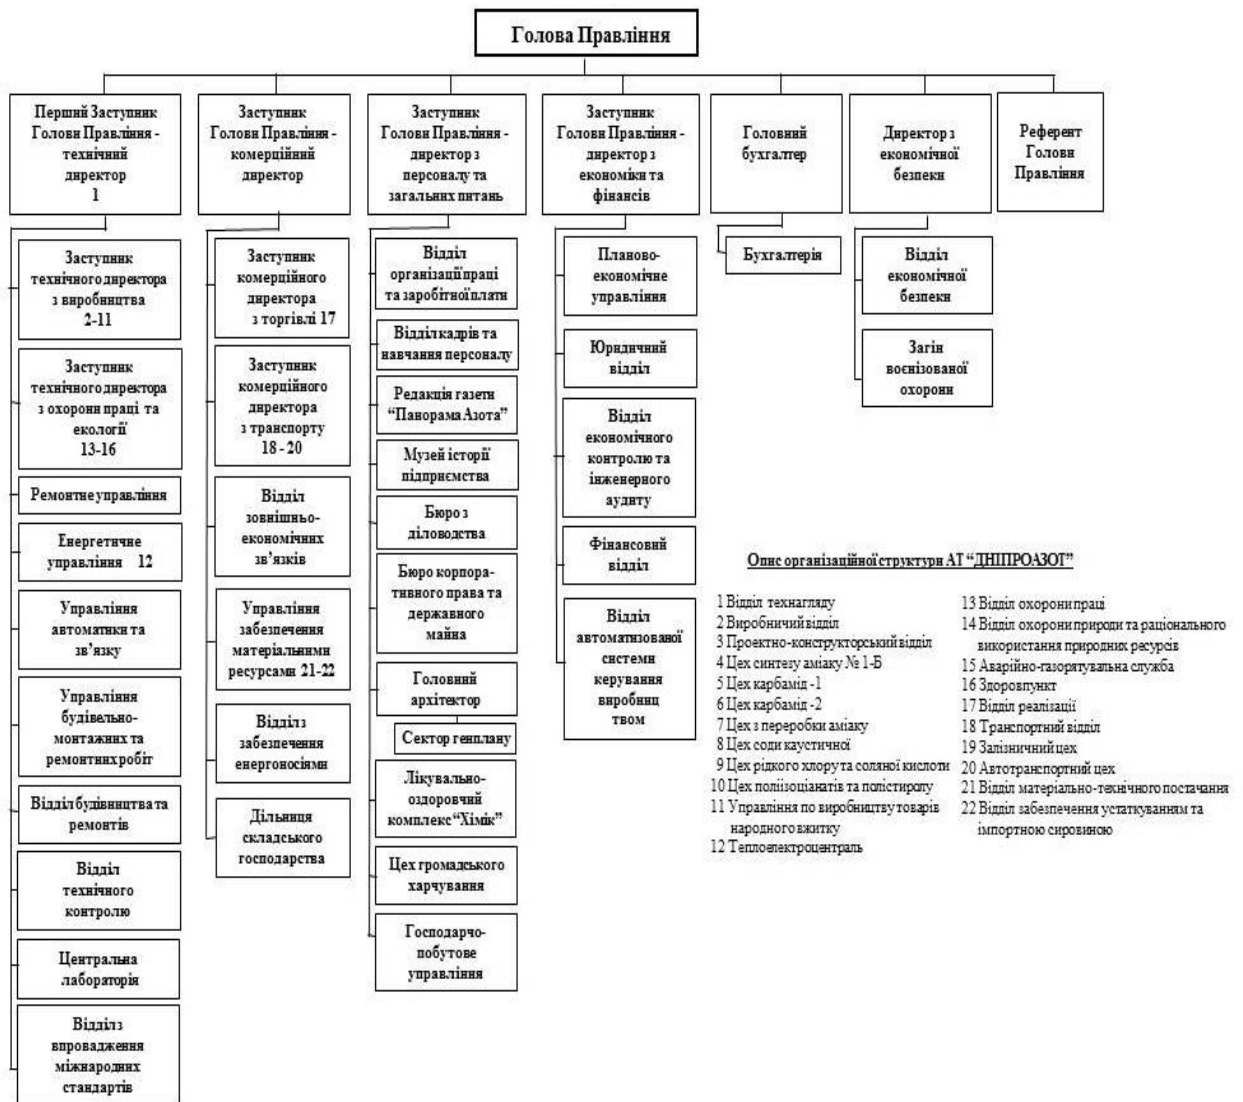 Голова Правління
Перший Заступник
Голови Правління -
технічний
директор
1
Заступник
Голови Правління -
комерційний
директор
Заступник
Голови Правління -
директор з
персоналу та
загальних питань
Заступник
Голови Правління -
директор з
економіки та
фінансів
Головний
бухгалтер
Директор з
економічної
безпеки
Референт
Голови
Правління
Заступник
технічного директора
з виробництва
2-11
Заступник
технічного директора
з охорони праці та
екології
13-16
Ремонтне управління
Енергетичне
управління 12
Управління
автоматики та
зв’язку
Управління
будівельно-
монтажних та
ремонтних робіт
Відділ будівництва та
ремонтів
Відділ
технічного
контролю
Центральна
лабораторія
Відділ з
впровадження
міжнародних
стандартів
Заступник
комерційного
директора
з торгівлі 17
Заступник
комерційного
директора
з транспорту
18 - 20
Відділ
зовнішньо-
економічних
зв’язків
Управління
забезпечення
матеріальними
ресурсами 21-22
Відділ з
забезпечення
енергоносіями
Дільниця
складського
господарства
Відділ
організації праці
та заробітної плати
Відділ кадрів та
навчання персоналу
Редакція газети
“Панорама Азота”
Музей історії
підприємства
Бюро з
діловодства
Бюро корпора-
тивного права та
державного
майна
Головний
архітектор
Сектор генплану
Лікувально-
оздоровчий
комплекс “Хімік”
Цех громадського
харчування
Господарчо-
побутове
управління
Планово-
економічне
управління
Юридичний
відділ
Відділ
економічного
контролю та
інженерного
аудиту
Фінансовий
відділ
Відділ
автоматизованої
системи
керування
виробниц
твом
Бухгалтерія
Відділ
економічної
безпеки
Загін
воєнізованої
охорони
Опис організаційної структури АТ “ДНІПРОАЗОТ”
1 Відділ технагляду
2 Виробничий відділ
3 Проектно-конструкторський відділ
4 Цех синтезу аміаку № 1-Б
5 Цех карбамід -1
6 Цех карбамід -2
7 Цех з переробки аміаку
8 Цех соди каустичної
9 Цех рідкого хлору та соляної кислоти
10 Цех поліізоціанатів та полістиролу
11 Управління по виробництву товарів
народного вжитку
12 Теплоелектроцентраль
13 Відділ охорони праці
14 Відділ охорони природи та раціонального
використання природних ресурсів
15 Аварійно-газорятувальна служба
16 Здоровпункт
17 Відділ реалізації
18 Транспортний відділ
19 Залізничний цех
20 Автотранспортний цех
21 Відділ матеріально-технічного постачання
22 Відділ забезпечення устаткуванням та
імпортною сировиною